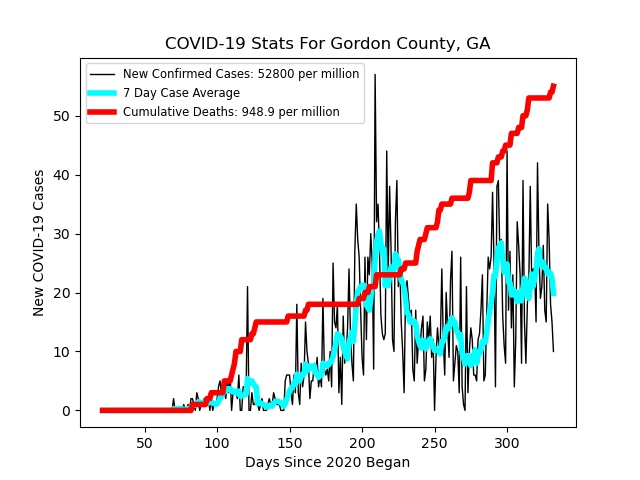 COVID-19 Stats For Gordon County, GA
New Confirmed Cases: 52800 per million
7 Day Case Average
Cumulative Deaths: 948.9 per million
New COVID-19 Cases
50
40
30
20
10
0
50
100
150
200
250
300
Days Since 2020 Began